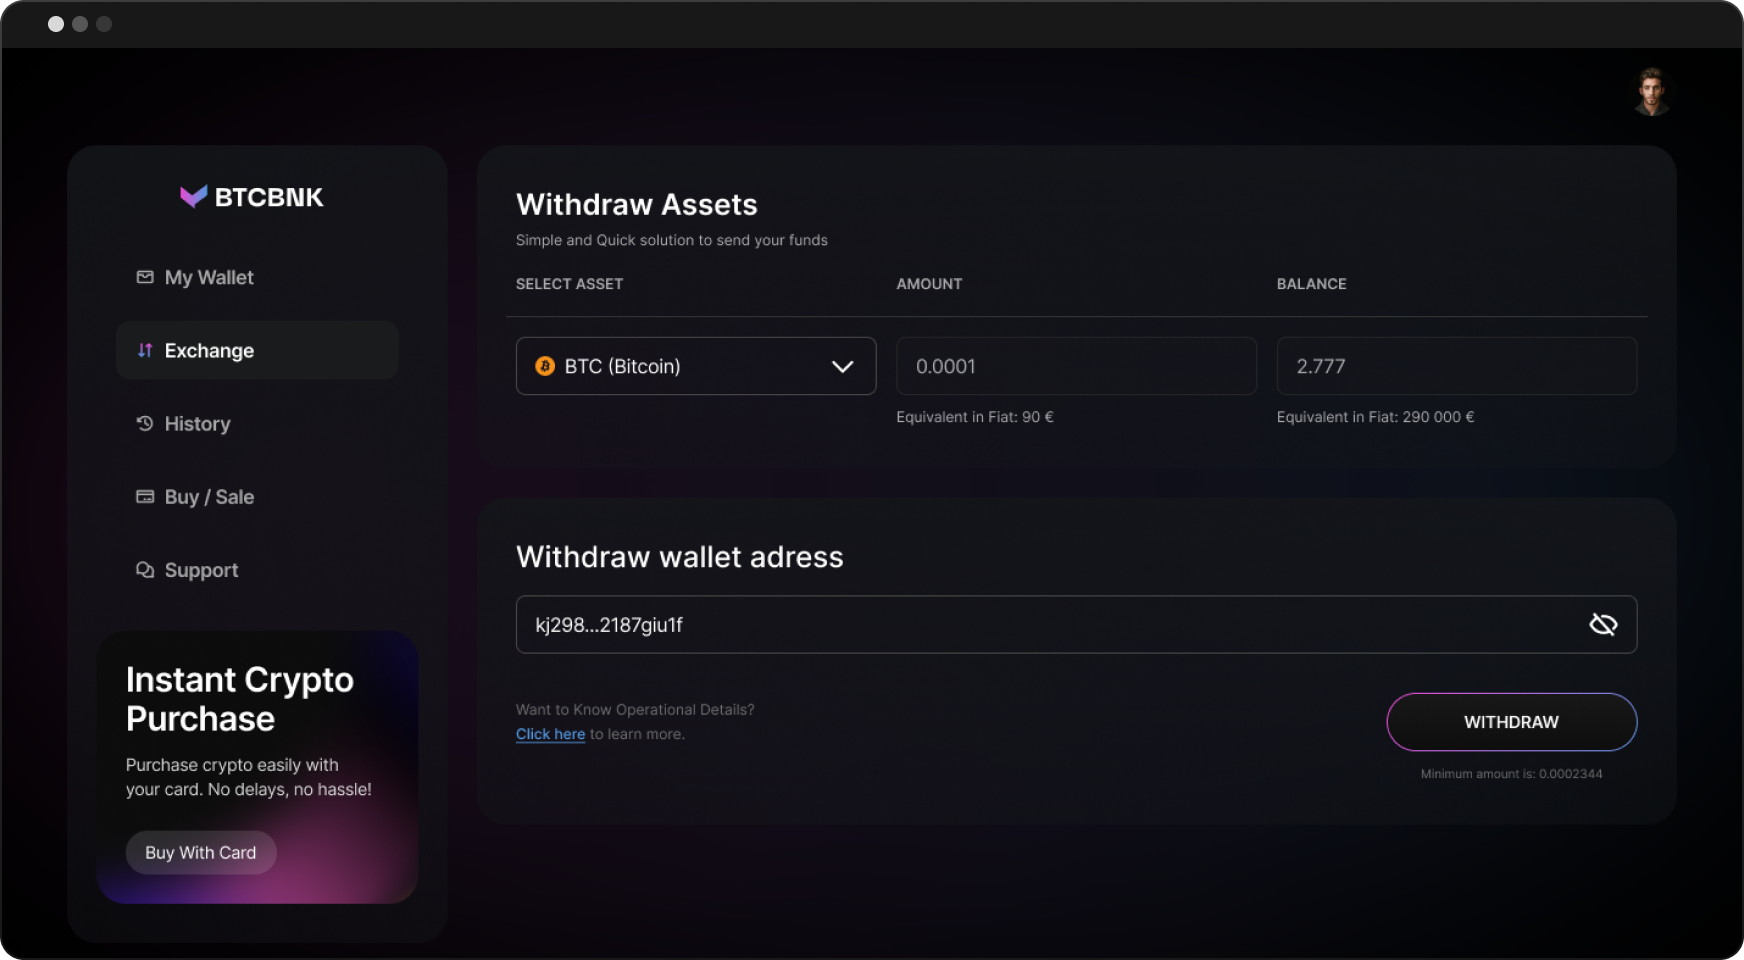 BTCBNK
My Wallet
Exchange
History
Buy / Sale
Support
Instant Crypto
Purchase
Purchase crypto easily with
your card. No delays, no hassle!
Buy With Card
Withdraw Assets
Simple and Quick solution to send your funds
SELECT ASSET
AMOUNT
BALANCE
BTC (Bitcoin)
0.0001
2.777
Equivalent in Fiat: 90 €
Equivalent in Fiat: 290 000 €
Withdraw wallet adress
kj298...2187giu1f
Want to Know Operational Details?
Click here to learn more.
WITHDRAW
Minimum amount is: 0.0002344